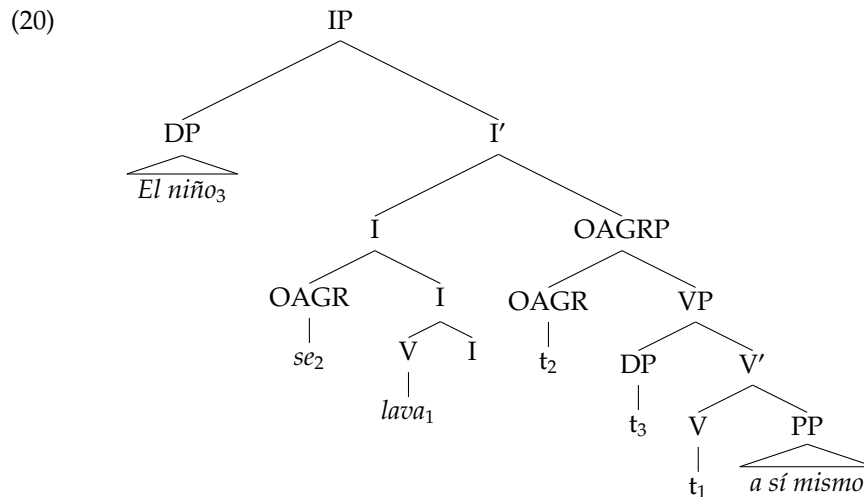 (20) IP
DP I′
El niño₃
I OAGRP
OAGR I OAGR VP
se₂ V I t₂ DP V′
lava₁ t₃ V PP
t₁ a sí mismo